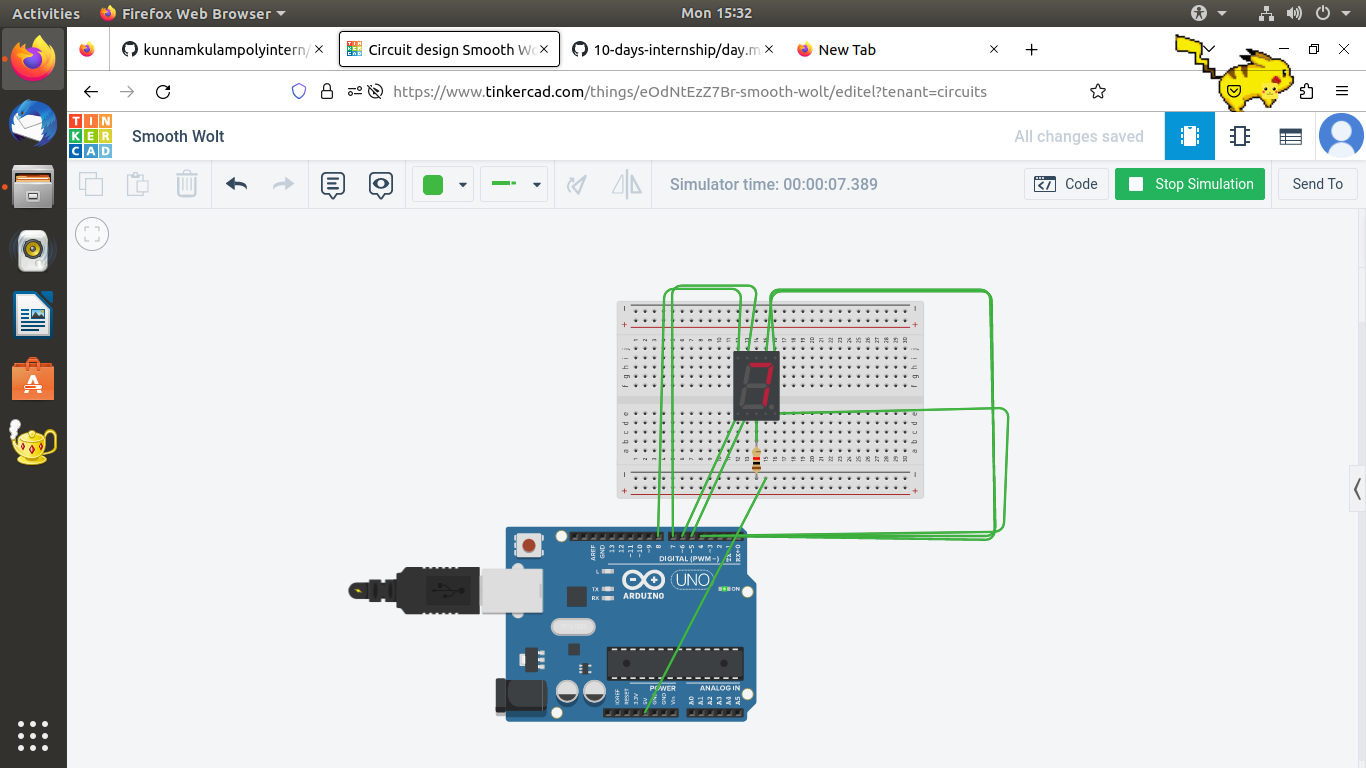 Activities Firefox Web Browser Mon 15:32
kunnamkulampolyintern/ Circuit design Smooth Wo 10-days-internship/day.m New Tab
https://www.tinkercad.com/things/eOdNtEzZ7Br-smooth-wolt/editel?tenant=circuits
TIN
KER
CAD
Smooth Wolt All changes saved
Simulator time: 00:00:07.389 Code Stop Simulation Send To
7
AREF GND 13 12 ~11 ~10 ~9 8 7 ~6 ~5 4 ~3 2
DIGITAL (PWM~)
L
TX
RX
UNO
ARDUINO
ON
POWER ANALOG IN
IOREF RESET 3.3V 5V GND GND Vin A0 A1 A2 A3 A4 A5